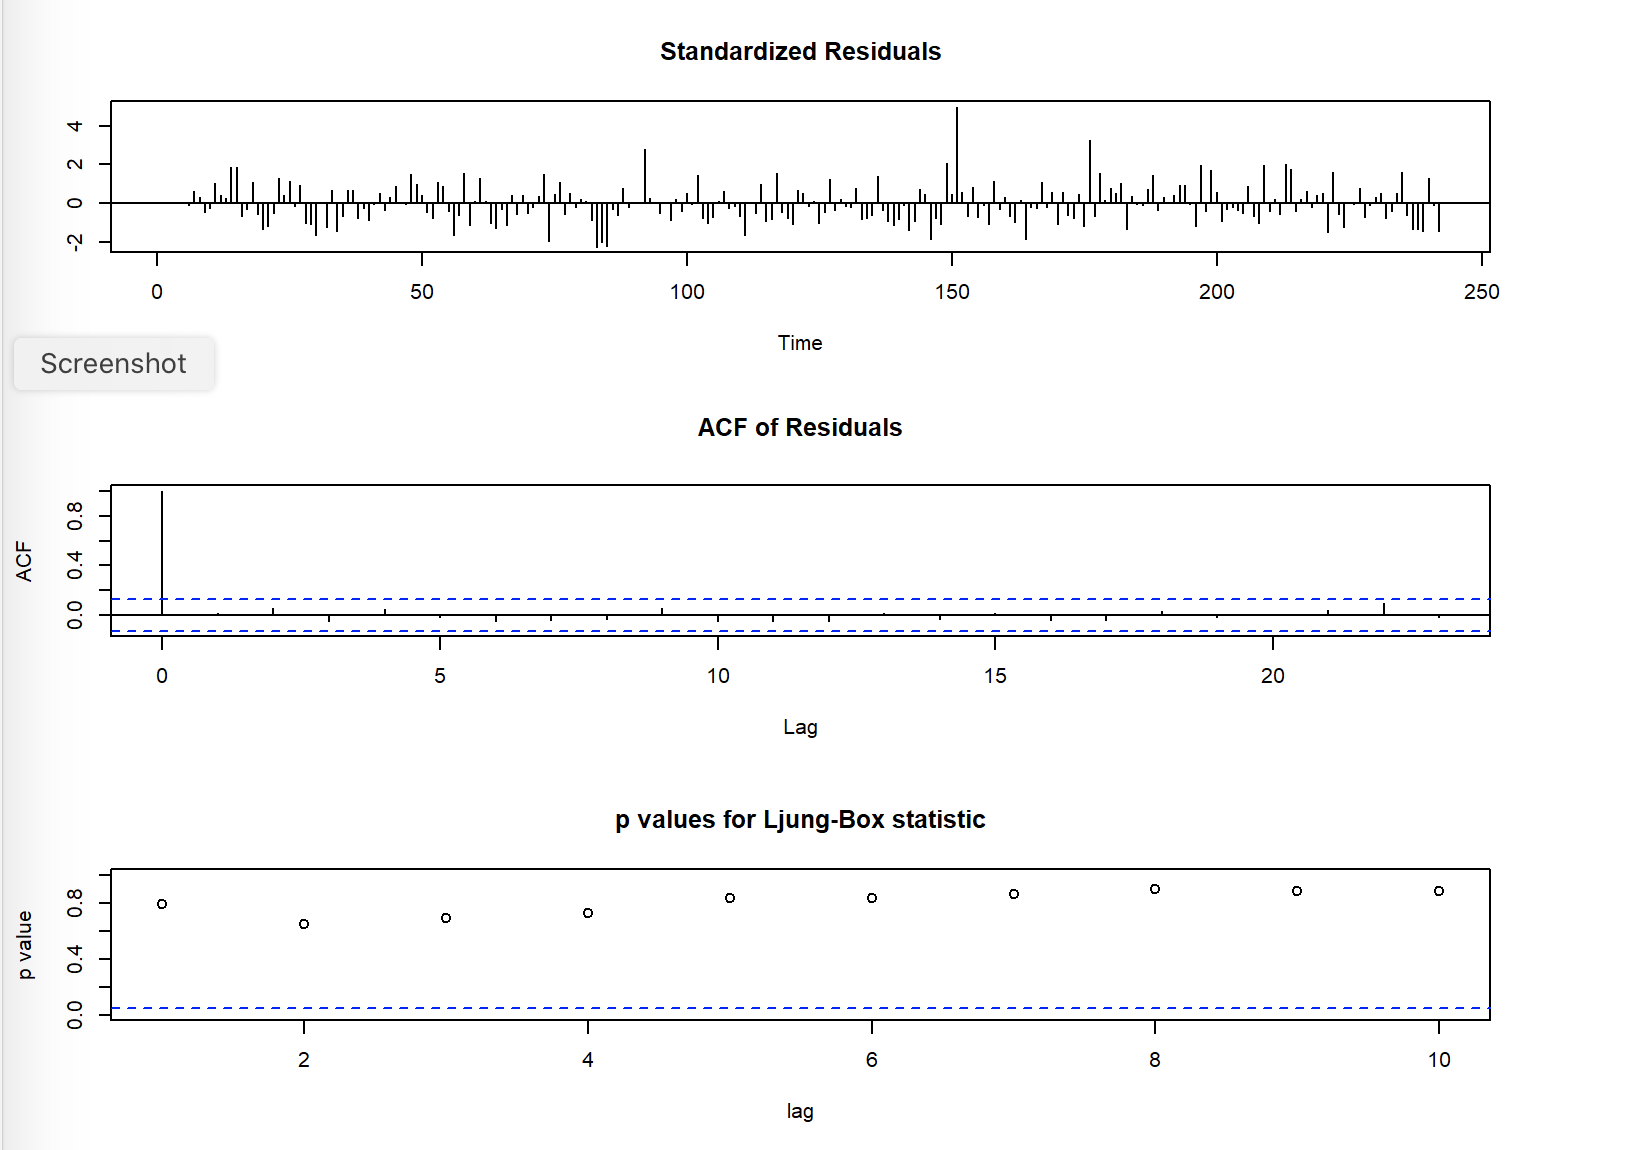 Standardized Residuals
4
2
0
-2
0 50 100 150 200 250
Time
Screenshot
ACF of Residuals
ACF
0.8
0.4
0.0
0 5 10 15 20
Lag
p values for Ljung-Box statistic
p value
0.8
0.4
0.0
2 4 6 8 10
lag